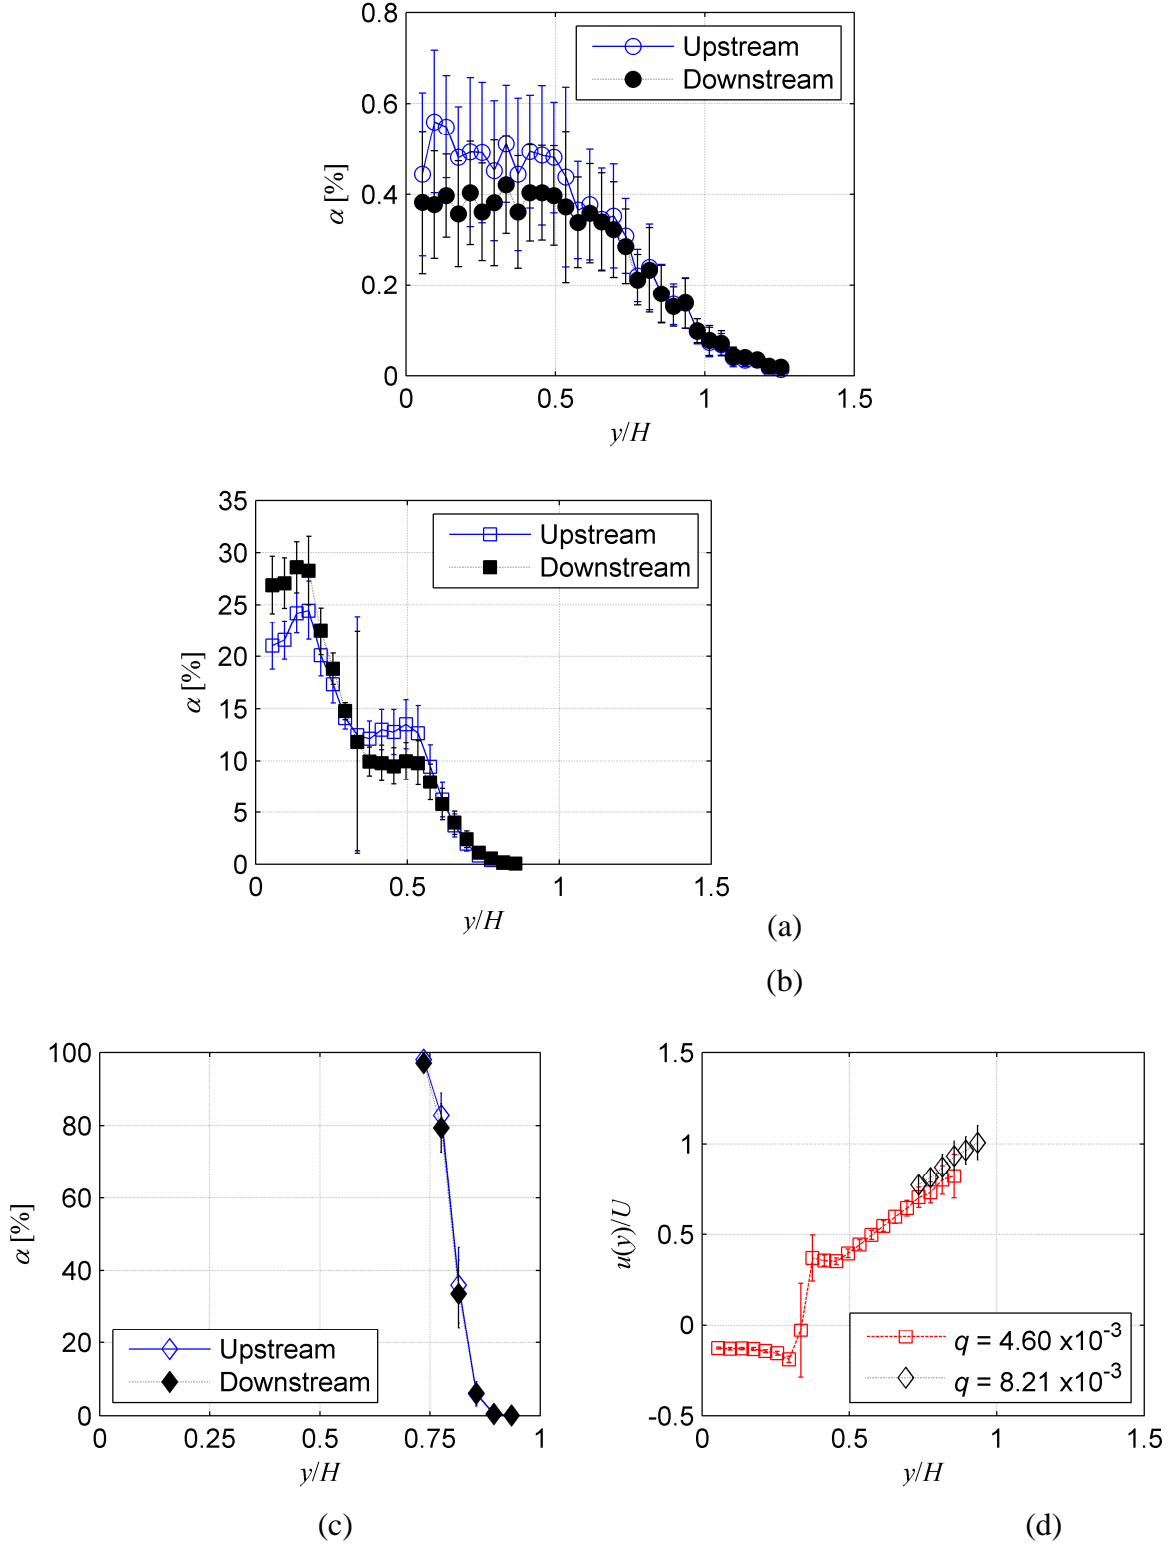 0.8
0.6
0.4
0.2
0
α [%]
Upstream
Downstream
0 0.5 1 1.5
y/H
35
30
25
20
15
10
5
0
α [%]
Upstream
Downstream
0 0.5 1 1.5
y/H
(a)
(b)
100
80
60
40
20
0
α [%]
Upstream
Downstream
0 0.25 0.5 0.75 1
y/H
(c)
1.5
1
0.5
0
-0.5
u(y)/U
q = 4.60 x10⁻³
q = 8.21 x10⁻³
0 0.5 1 1.5
y/H
(d)